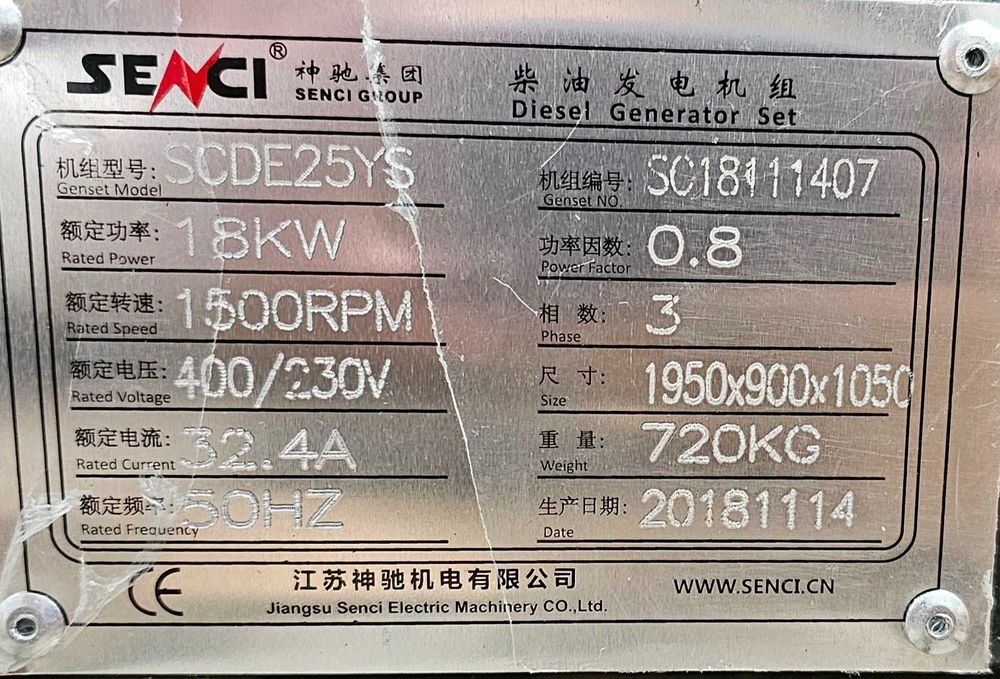 SENCI® 神驰集团 柴油发电机组
SENCI GROUP Diesel Generator Set
机组型号: SCDE25YS 机组编号: SC18111407
Genset Model Genset NO.
额定功率: 18KW 功率因数: 0.8
Rated Power Power Factor
额定转速: 1500RPM 相 数: 3
Rated Speed Phase
额定电压: 400/230V 尺 寸: 1950x900x1050
Rated Voltage Size
额定电流: 32.4A 重 量: 720KG
Rated Current Weight
额定频率: 50HZ 生产日期: 20181114
Rated Frequency Date
CE 江苏神驰机电有限公司 WWW.SENCI.CN
Jiangsu Senci Electric Machinery CO.,Ltd.